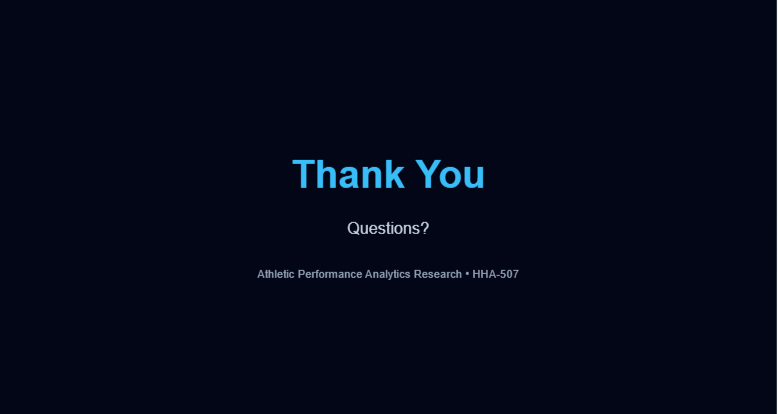 Thank You
Questions?
Athletic Performance Analytics Research • HHA-507